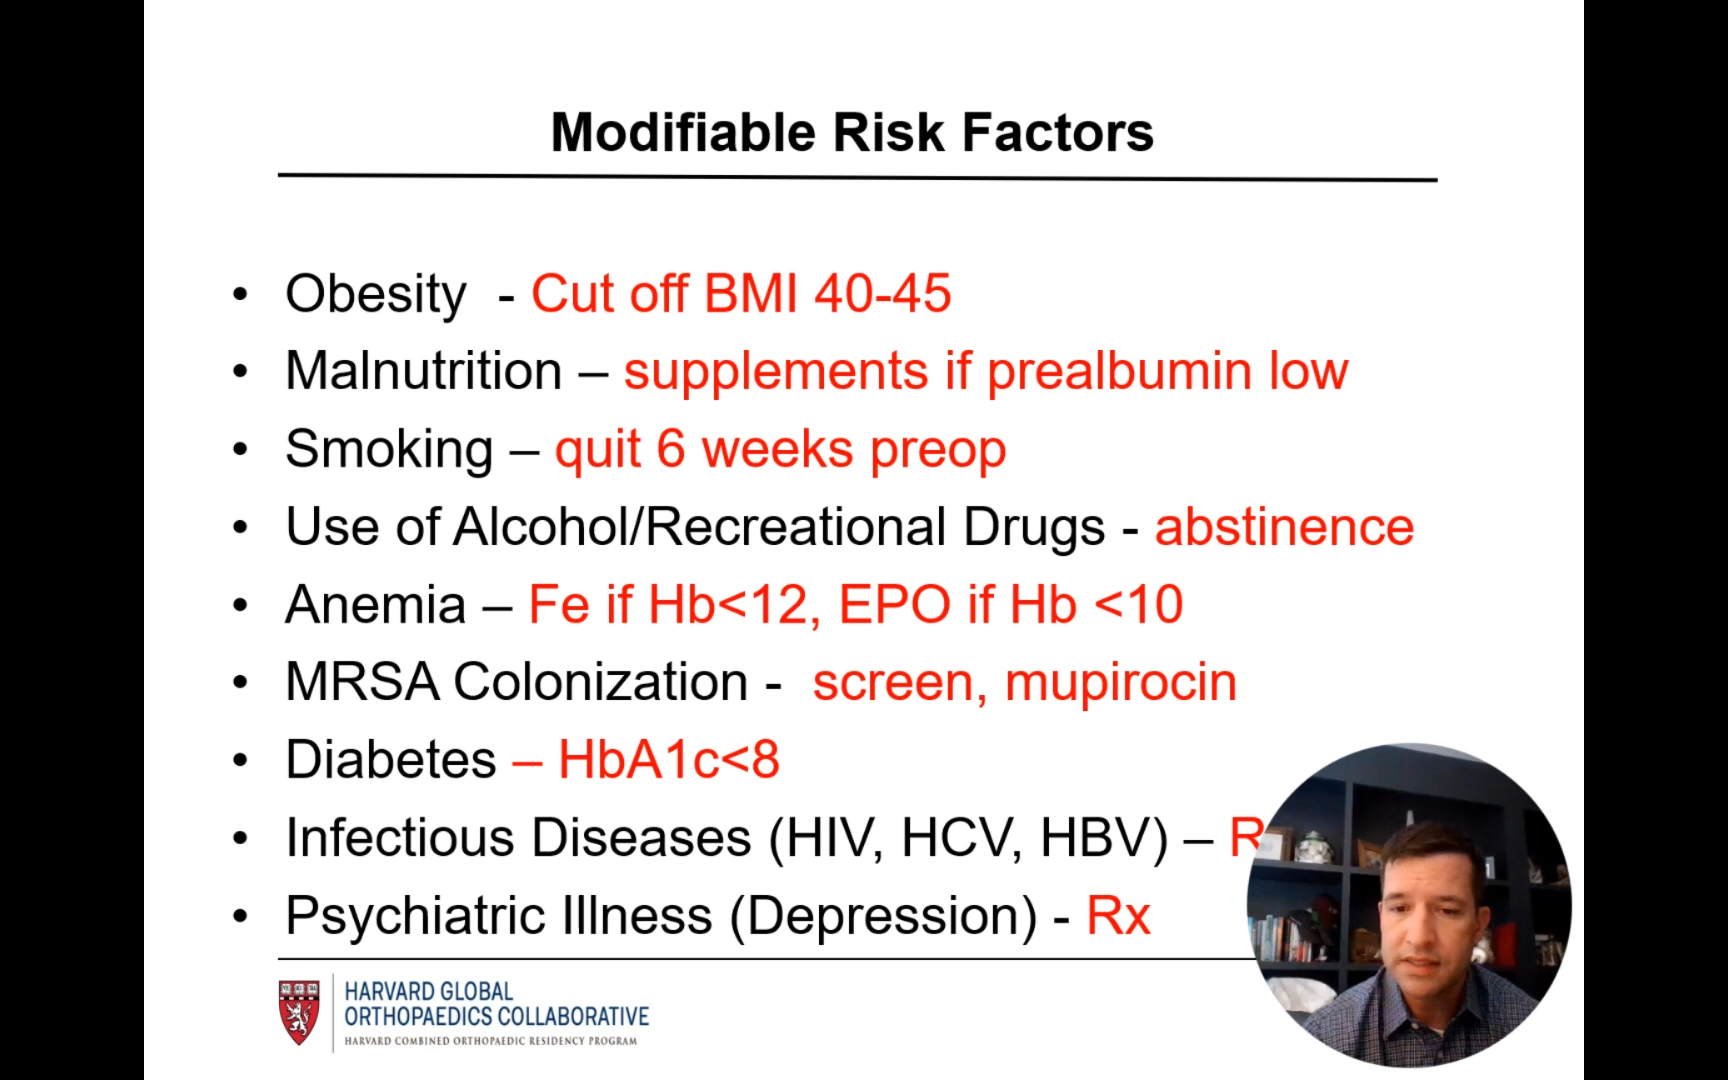 Modifiable Risk Factors
• Obesity - Cut off BMI 40-45
• Malnutrition – supplements if prealbumin low
• Smoking – quit 6 weeks preop
• Use of Alcohol/Recreational Drugs - abstinence
• Anemia – Fe if Hb<12, EPO if Hb <10
• MRSA Colonization - screen, mupirocin
• Diabetes – HbA1c<8
• Infectious Diseases (HIV, HCV, HBV) –
• Psychiatric Illness (Depression) - Rx
HARVARD GLOBAL
ORTHOPAEDICS COLLABORATIVE
HARVARD COMBINED ORTHOPAEDIC RESIDENCY PROGRAM